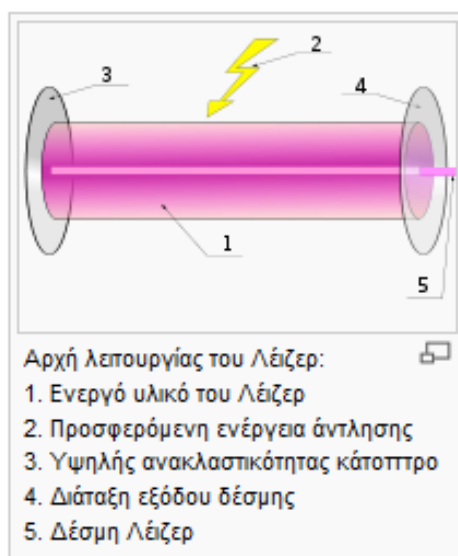 3
2
4
1
5
Αρχή λειτουργίας του Λέιζερ:
1. Ενεργό υλικό του Λέιζερ
2. Προσφερόμενη ενέργεια άντλησης
3. Υψηλής ανακλαστικότητας κάτοπτρο
4. Διάταξη εξόδου δέσμης
5. Δέσμη Λέιζερ